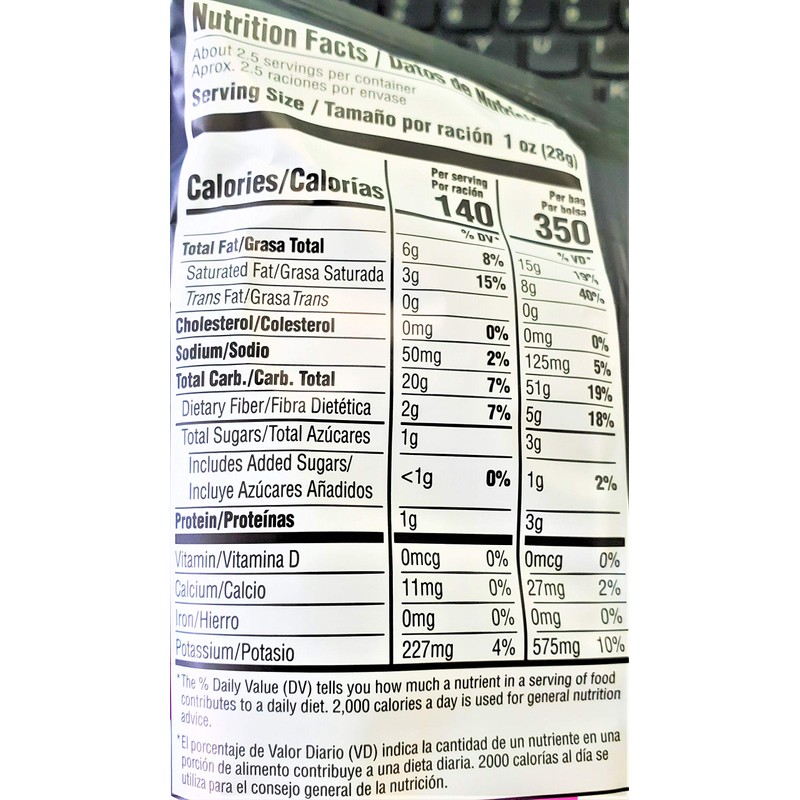 Nutrition Facts / Datos de
About 2.5 servings per container
Aprox. 2.5 raciones por envase
Serving Size / Tamaño por ración 1 oz (28g)
Calories/Calorías
Per serving
Por ración
140
Per bag
Por bolsa
350
% DV* % VD*
Total Fat/Grasa Total 6g 8% 15g 19%
Saturated Fat/Grasa Saturada 3g 15% 8g 40%
Trans Fat/Grasa Trans 0g 0g
Cholesterol/Colesterol 0mg 0% 0mg 0%
Sodium/Sodio 50mg 2% 125mg 5%
Total Carb./Carb. Total 20g 7% 51g 19%
Dietary Fiber/Fibra Dietética 2g 7% 5g 18%
Total Sugars/Total Azúcares 1g 3g
Includes Added Sugars/
Incluye Azúcares Añadidos <1g 0% 1g 2%
Protein/Proteínas 1g 3g
Vitamin/Vitamina D 0mcg 0% 0mcg 0%
Calcium/Calcio 11mg 0% 27mg 2%
Iron/Hierro 0mg 0% 0mg 0%
Potassium/Potasio 227mg 4% 575mg 10%
*The % Daily Value (DV) tells you how much a nutrient in a serving of food
contributes to a daily diet. 2,000 calories a day is used for general nutrition
advice.
*El porcentaje de Valor Diario (VD) indica la cantidad de un nutriente en una
porción de alimento contribuye a una dieta diaria. 2000 calorías al día se
utiliza para el consejo general de la nutrición.